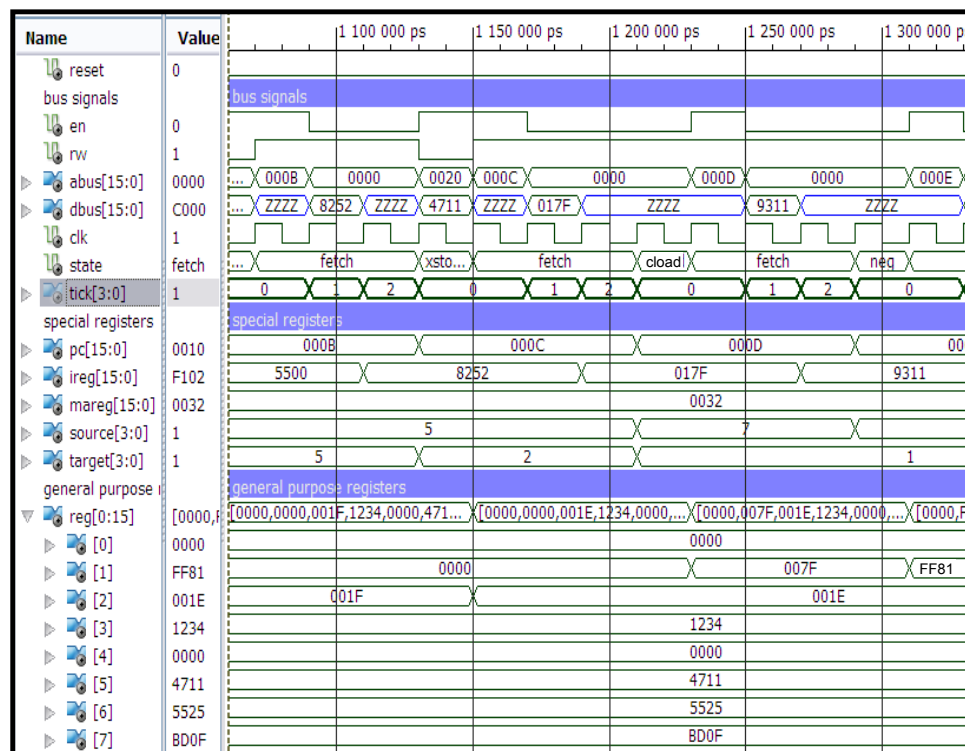 Name Value 1 100 000 ps 1 150 000 ps 1 200 000 ps 1 250 000 ps 1 300 000 p
reset 0
bus signals bus signals
en 0
rw 1
abus[15:0] 0000 ... 000B 0000 0020 000C 0000 000D 0000 000E
dbus[15:0] C000 ... ZZZZ 8252 ZZZZ 4711 ZZZZ 017F ZZZZ 9311 ZZZZ
clk 1
state fetch ... fetch xsto... fetch cload fetch neg
tick[3:0] 1 0 1 2 0 1 2 0 1 2 0
special registers special registers
pc[15:0] 0010 000B 000C 000D 00
ireg[15:0] F102 5500 8252 017F 9311
mareg[15:0] 0032 0032
source[3:0] 1 5 7
target[3:0] 1 5 2 1
general purpose r general purpose registers
reg[0:15] [0000,F [0000,0000,001F,1234,0000,471... [0000,0000,001E,1234,0000,... [0000,007F,001E,1234,0000,... [0000,F
[0] 0000 0000
[1] FF81 0000 007F FF81
[2] 001E 001F 001E
[3] 1234 1234
[4] 0000 0000
[5] 4711 4711
[6] 5525 5525
[7] BD0F BD0F